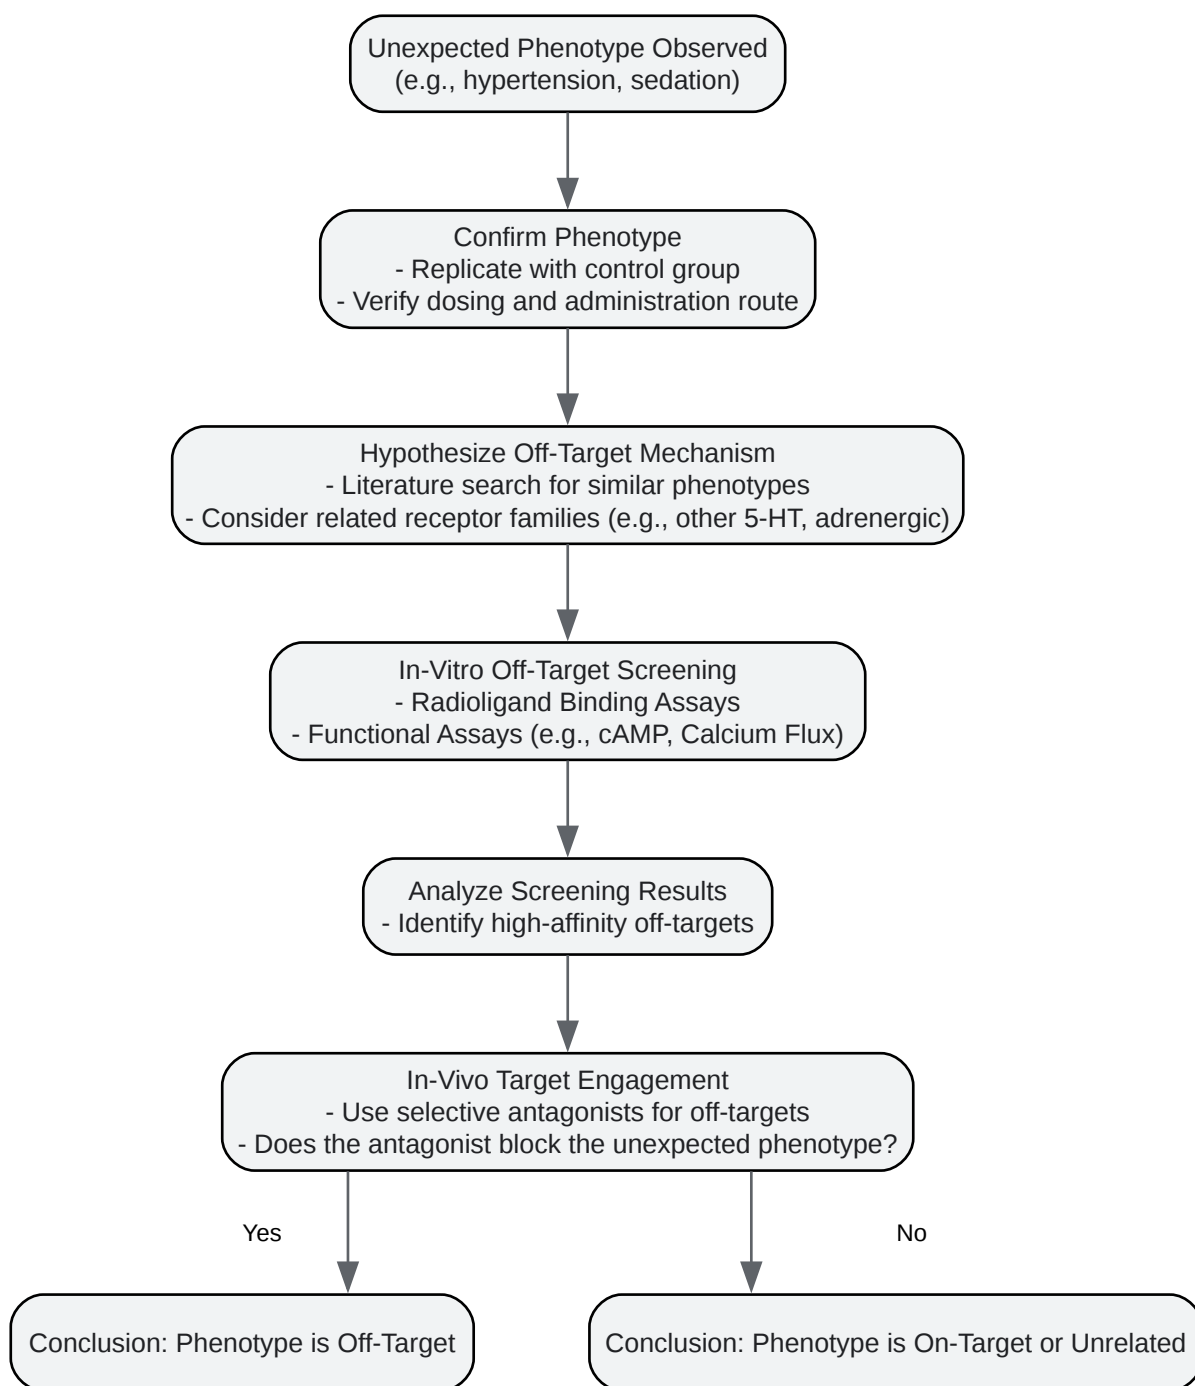 Unexpected Phenotype Observed
(e.g., hypertension, sedation)
Confirm Phenotype
- Replicate with control group
- Verify dosing and administration route
Hypothesize Off-Target Mechanism
- Literature search for similar phenotypes
- Consider related receptor families (e.g., other 5-HT, adrenergic)
In-Vitro Off-Target Screening
- Radioligand Binding Assays
- Functional Assays (e.g., cAMP, Calcium Flux)
Analyze Screening Results
- Identify high-affinity off-targets
In-Vivo Target Engagement
- Use selective antagonists for off-targets
- Does the antagonist block the unexpected phenotype?
Yes
No
Conclusion: Phenotype is Off-Target
Conclusion: Phenotype is On-Target or Unrelated